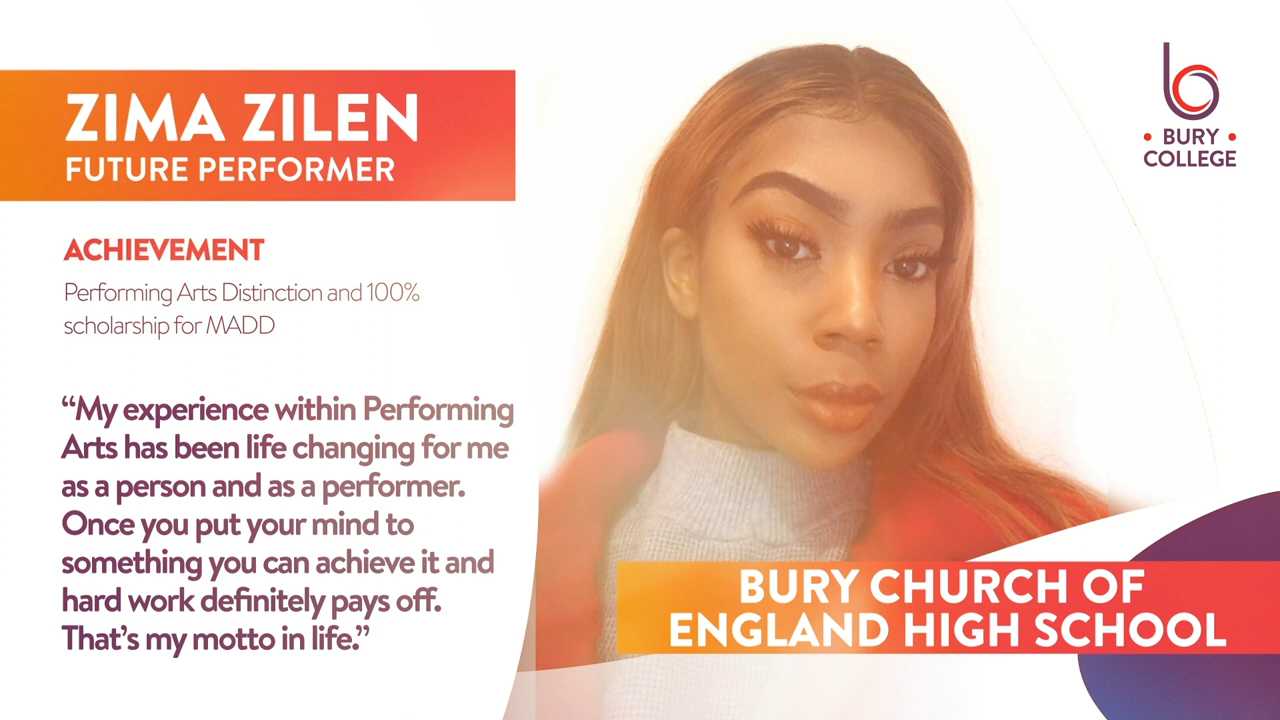 ZIMA ZILEN
FUTURE PERFORMER
ACHIEVEMENT
Performing Arts Distinction and 100%
scholarship for MADD
“My experience within Performing
Arts has been life changing for me
as a person and as a performer.
Once you put your mind to
something you can achieve it and
hard work definitely pays off.
That’s my motto in life.”
• BURY •
COLLEGE
BURY CHURCH OF
ENGLAND HIGH SCHOOL